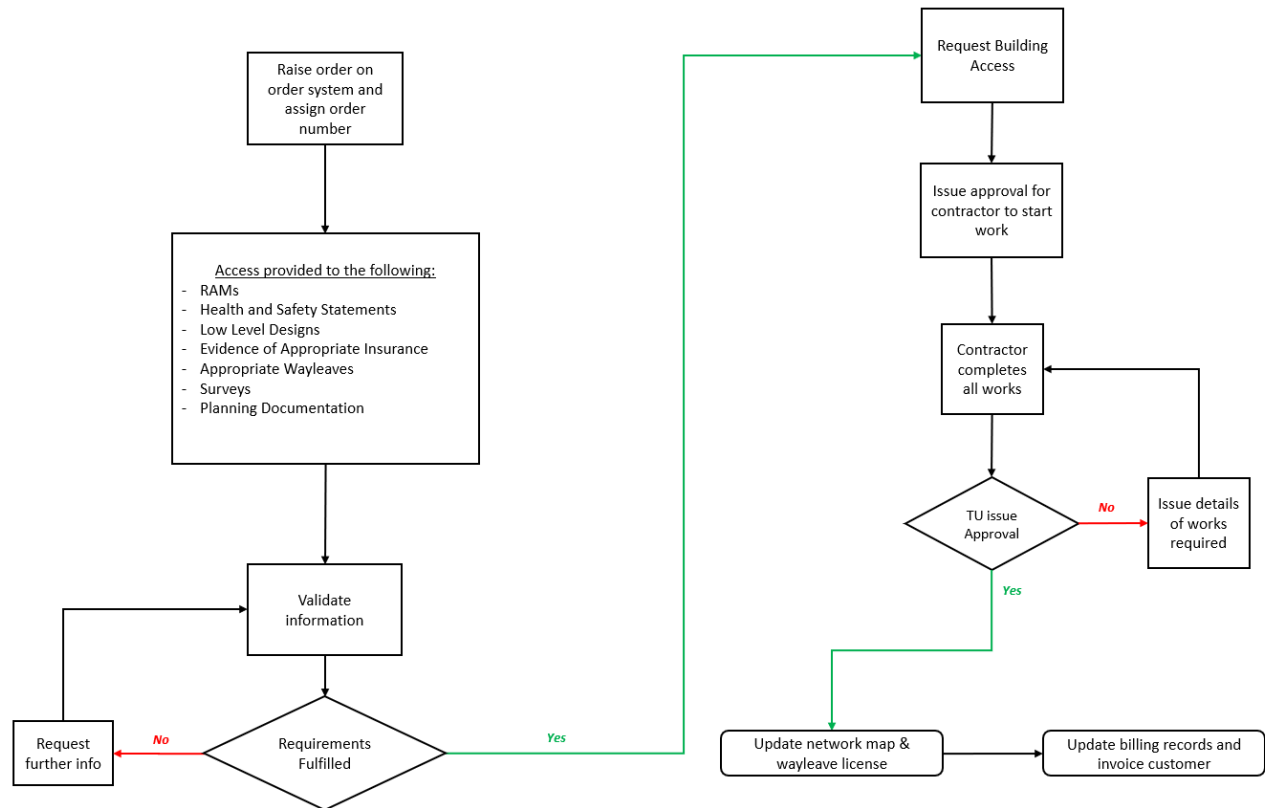 Raise order on
order system and
assign order
number
Access provided to the following:
- RAMs
- Health and Safety Statements
- Low Level Designs
- Evidence of Appropriate Insurance
- Appropriate Wayleaves
- Surveys
- Planning Documentation
Validate
information
Requirements
Fulfilled
No
Request
further info
Yes
Request Building
Access
Issue approval for
contractor to start
work
Contractor
completes
all works
TU issue
Approval
No
Issue details
of works
required
Yes
Update network map &
wayleave license
Update billing records and
invoice customer